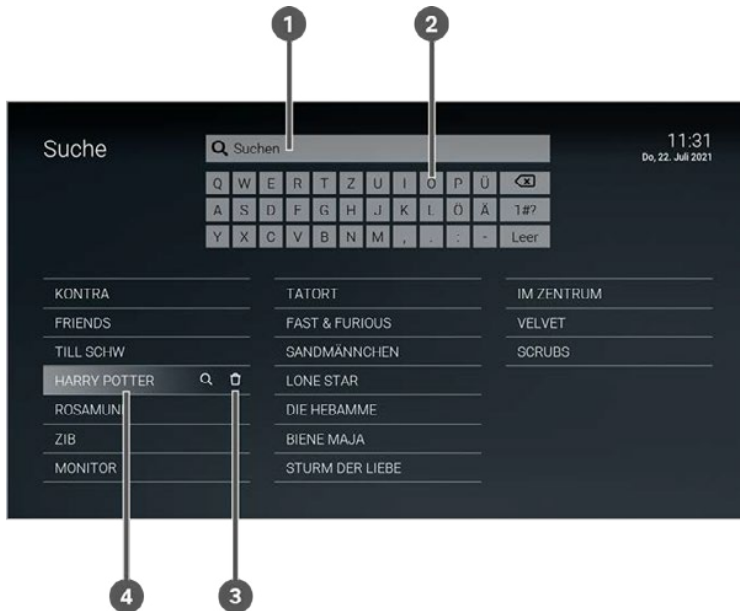 1 2
Suche
Suchen
11:31
Do, 22. Juli 2021
Q W E R T Z U I O P Ü
A S D F G H J K L Ö Ä 1#?
Y X C V B N M , . : - Leer
KONTRA TATORT IM ZENTRUM
FRIENDS FAST & FURIOUS VELVET
TILL SCHW SANDMÄNNCHEN SCRUBS
HARRY POTTER LONE STAR
DIE HEBAMME
ZIB BIENE MAJA
MONITOR STURM DER LIEBE
4 3